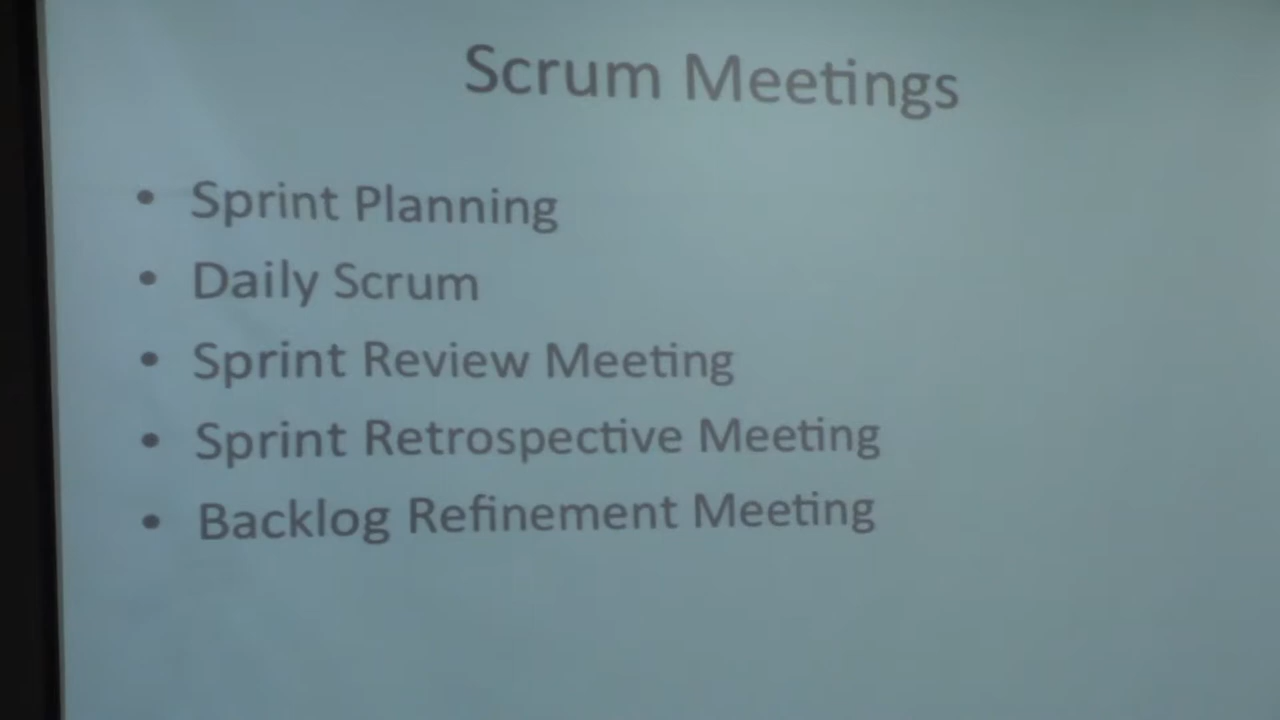 Scrum Meetings
• Sprint Planning
• Daily Scrum
• Sprint Review Meeting
• Sprint Retrospective Meeting
• Backlog Refinement Meeting